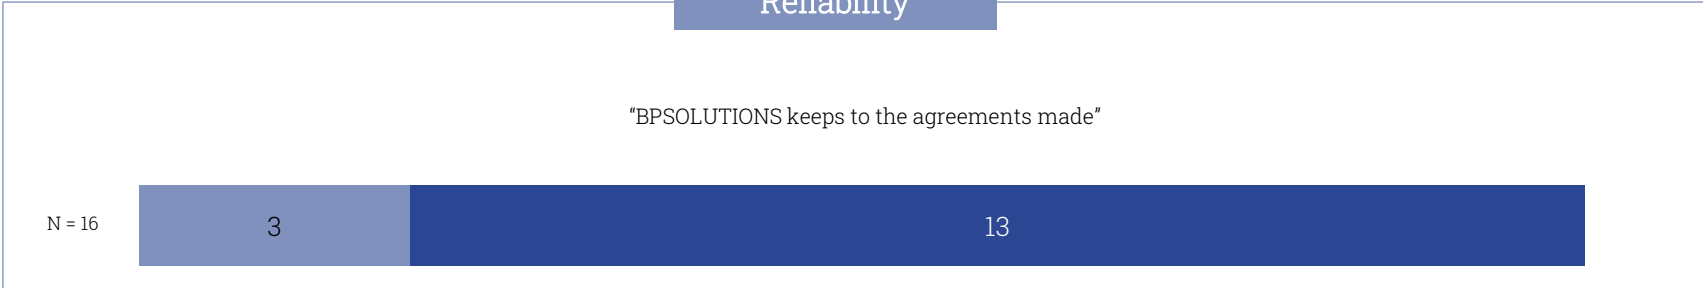 Reliability
“BPSOLUTIONS keeps to the agreements made”
N = 16
3
13